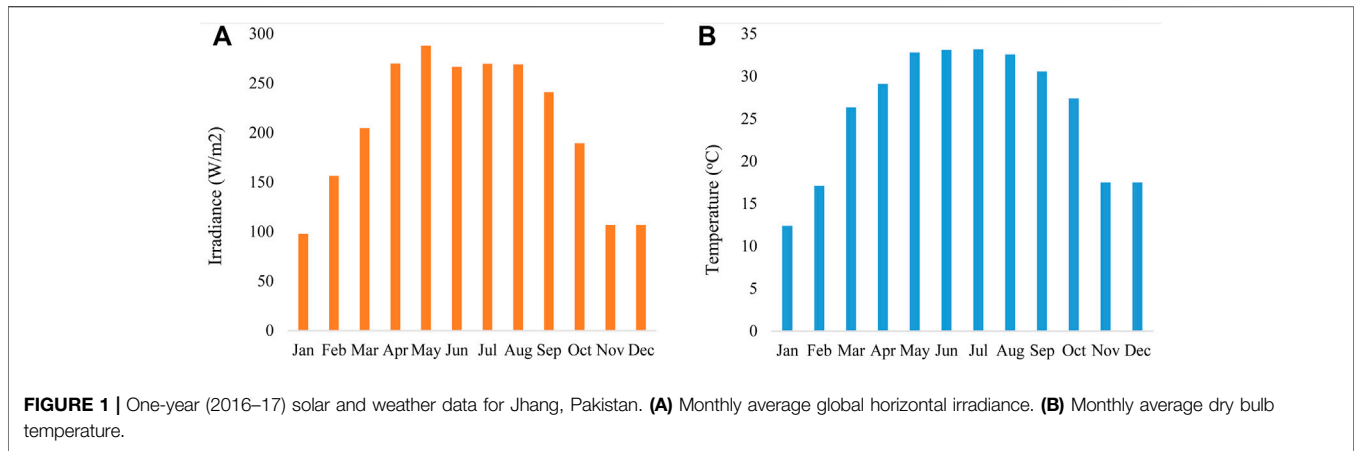 A
Irradiance (W/m2)
300
250
200
150
100
50
0
Jan Feb Mar Apr May Jun Jul Aug Sep Oct Nov Dec
B
Temperature (°C)
35
30
25
20
15
10
5
0
Jan Feb Mar Apr May Jun Jul Aug Sep Oct Nov Dec
FIGURE 1 | One-year (2016–17) solar and weather data for Jhang, Pakistan. (A) Monthly average global horizontal irradiance. (B) Monthly average dry bulb
temperature.